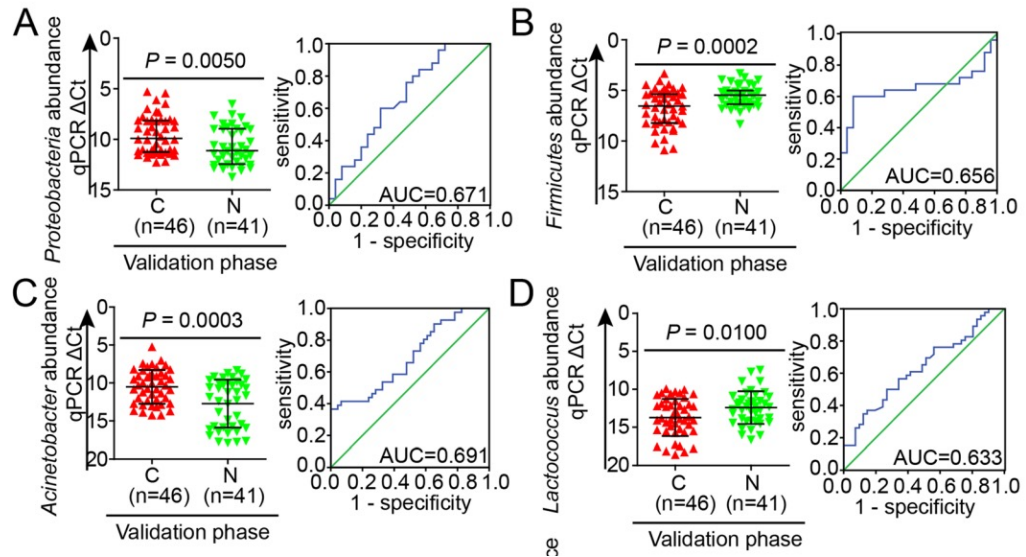 A
Proteobacteria abundance
qPCR ΔCt
0
5
10
15
P = 0.0050
C
N
(n=46) (n=41)
Validation phase
sensitivity
1.0
0.8
0.6
0.4
0.2
0.0
AUC=0.671
0.0 0.2 0.4 0.6 0.8 1.0
1 - specificity
B
Firmicutes abundance
qPCR ΔCt
0
5
10
15
P = 0.0002
C
N
(n=46) (n=41)
Validation phase
sensitivity
1.0
0.8
0.6
0.4
0.2
0.0
AUC=0.656
0.0 0.2 0.4 0.6 0.8 1.0
1 - specificity
C
Acinetobacter abundance
qPCR ΔCt
0
5
10
15
20
P = 0.0003
C
N
(n=46) (n=41)
Validation phase
sensitivity
1.0
0.8
0.6
0.4
0.2
0.0
AUC=0.691
0.0 0.2 0.4 0.6 0.8 1.0
1 - specificity
D
Lactococcus abundance
qPCR ΔCt
0
5
10
15
20
P = 0.0100
C
N
(n=46) (n=41)
Validation phase
sensitivity
1.0
0.8
0.6
0.4
0.2
0.0
AUC=0.633
0.0 0.2 0.4 0.6 0.8 1.0
1 - specificity
ce